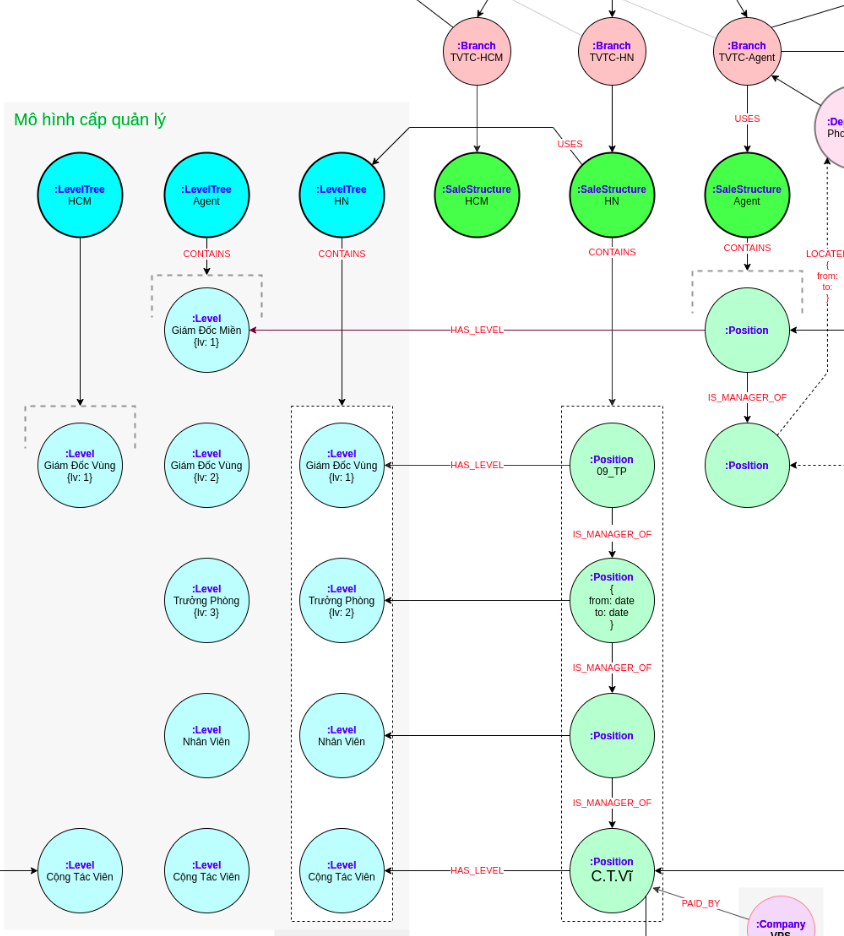 :Branch
TVTC-HCM
:Branch
TVTC-HN
:Branch
TVTC-Agent
Mô hình cấp quản lý
USES
USES
:LevelTree
HCM
:LevelTree
Agent
:LevelTree
HN
:SaleStructure
HCM
:SaleStructure
HN
:SaleStructure
Agent
CONTAINS
CONTAINS
CONTAINS
CONTAINS
{
from:
to:
}
:Level
Giám Đốc Miền
{lv: 1}
HAS_LEVEL
:Position
IS_MANAGER_OF
:Level
Giám Đốc Vùng
{lv: 1}
:Level
Giám Đốc Vùng
{lv: 2}
:Level
Giám Đốc Vùng
{lv: 1}
HAS_LEVEL
:Position
09_TP
:Position
IS_MANAGER_OF
:Level
Trưởng Phòng
{lv: 3}
:Level
Trưởng Phòng
{lv: 2}
:Position
{
from: date
to: date
}
IS_MANAGER_OF
:Level
Nhân Viên
:Level
Nhân Viên
:Position
IS_MANAGER_OF
:Level
Cộng Tác Viên
:Level
Cộng Tác Viên
:Level
Cộng Tác Viên
HAS_LEVEL
:Position
C.T.Vĩ
PAID_BY
:Company
VPS